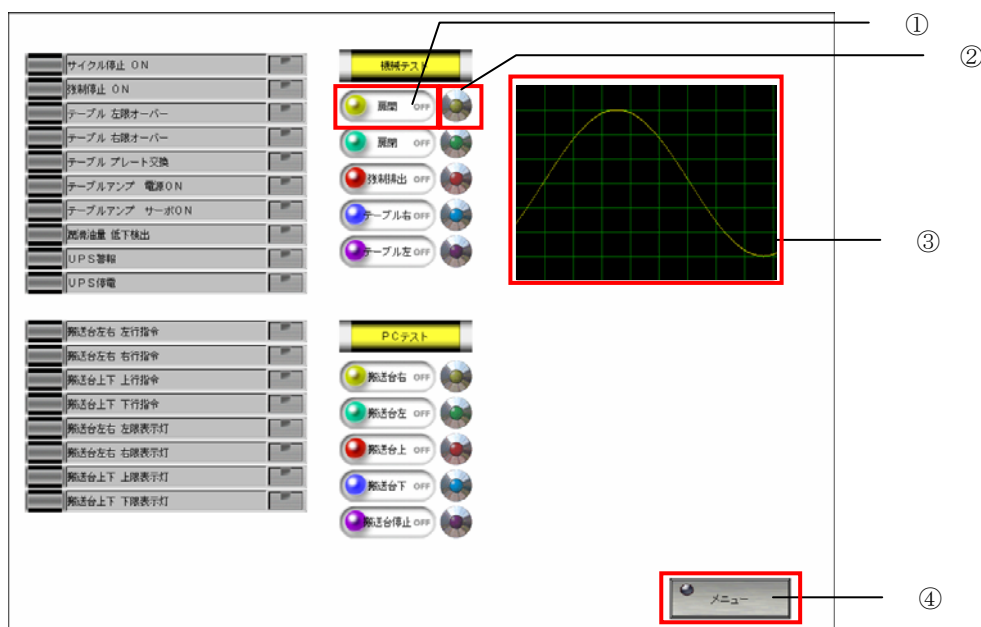 ①
②
③
④
サイクル停止 ON
強制停止 ON
テーブル 左限オーバー
テーブル 右限オーバー
テーブル プレート交換
テーブルアンプ 電源ON
テーブルアンプ サーボON
潤滑油量 低下検出
UPS警報
UPS停電
機械テスト
扉開 OFF
扉閉 OFF
強制排出 OFF
テーブル右 OFF
テーブル左 OFF
搬送台左右 左行指令
搬送台左右 右行指令
搬送台上下 上行指令
搬送台上下 下行指令
搬送台左右 左限表示灯
搬送台左右 右限表示灯
搬送台上下 上限表示灯
搬送台上下 下限表示灯
PCテスト
搬送台右 OFF
搬送台左 OFF
搬送台上 OFF
搬送台下 OFF
搬送台停止 OFF
メニュー